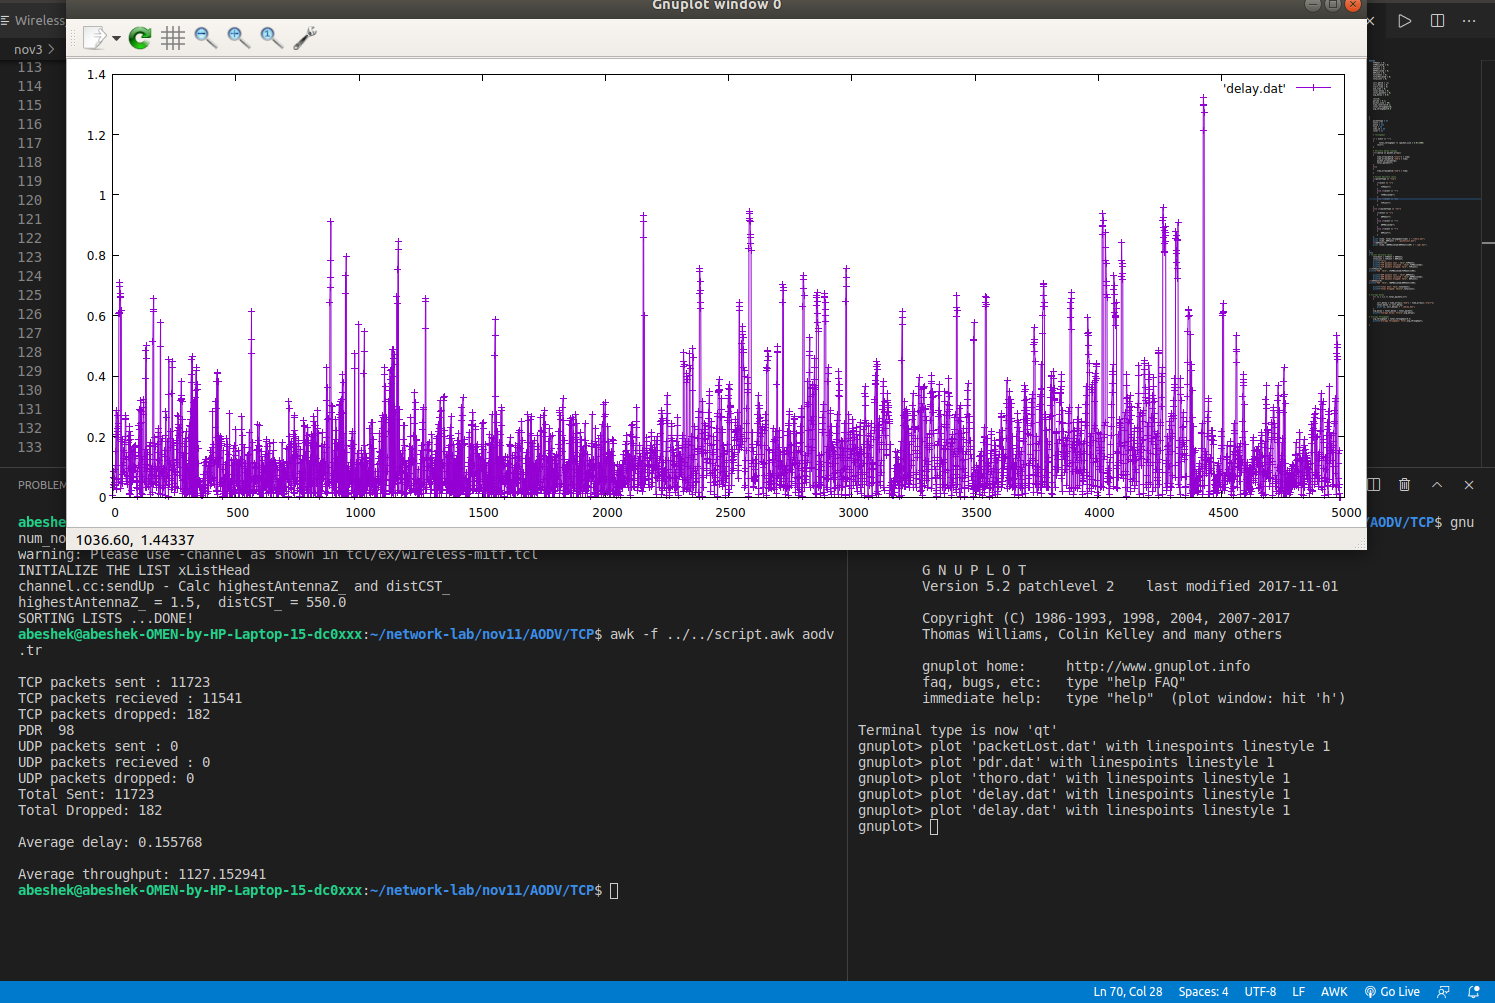 Gnuplot window 0
Wireless
nov3
113
114
115
116
117
118
119
120
121
122
123
124
125
126
127
128
129
130
131
132
133
1.4
1.2
1
0.8
0.6
0.4
0.2
0
'delay.dat'
0 500 1000 1500 2000 2500 3000 3500 4000 4500 5000
1036.60, 1.44337
PROBLEM
abeshe
num_no
warning: Please use -channel as shown in tcl/ex/wireless-mitf.tcl
INITIALIZE THE LIST xListHead
channel.cc:sendUp - Calc highestAntennaZ_ and distCST_
highestAntennaZ_ = 1.5,  distCST_ = 550.0
SORTING LISTS ...DONE!
abeshek@abeshek-OMEN-by-HP-Laptop-15-dc0xxx:~/network-lab/nov11/AODV/TCP$ awk -f ../../script.awk aodv
.tr
TCP packets sent : 11723
TCP packets recieved : 11541
TCP packets dropped: 182
PDR  98
UDP packets sent : 0
UDP packets recieved : 0
UDP packets dropped: 0
Total Sent: 11723
Total Dropped: 182
Average delay: 0.155768
Average throughput: 1127.152941
abeshek@abeshek-OMEN-by-HP-Laptop-15-dc0xxx:~/network-lab/nov11/AODV/TCP$
/AODV/TCP$ gnu
G N U P L O T
Version 5.2 patchlevel 2    last modified 2017-11-01
Copyright (C) 1986-1993, 1998, 2004, 2007-2017
Thomas Williams, Colin Kelley and many others
gnuplot home:     http://www.gnuplot.info
faq, bugs, etc:   type "help FAQ"
immediate help:   type "help"  (plot window: hit 'h')
Terminal type is now 'qt'
gnuplot> plot 'packetLost.dat' with linespoints linestyle 1
gnuplot> plot 'pdr.dat' with linespoints linestyle 1
gnuplot> plot 'thoro.dat' with linespoints linestyle 1
gnuplot> plot 'delay.dat' with linespoints linestyle 1
gnuplot> plot 'delay.dat' with linespoints linestyle 1
gnuplot>
Ln 70, Col 28 Spaces: 4 UTF-8 LF AWK Go Live